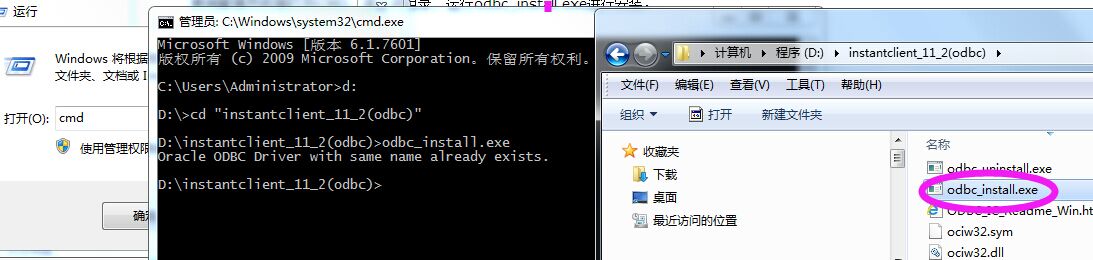 运行
Windows 将根
文件夹、文档或 I
打开(O):
cmd
使用管理权限
确
目录，运行odbc_install.exe进行安装：
管理员: C:\Windows\system32\cmd.exe
Microsoft Windows [版本 6.1.7601]
版权所有 (c) 2009 Microsoft Corporation。保留所有权利。
C:\Users\Administrator>d:
D:\>cd "instantclient_11_2(odbc)"
D:\instantclient_11_2(odbc)>odbc_install.exe
Oracle ODBC Driver with same name already exists.
D:\instantclient_11_2(odbc)>
计算机
程序 (D:)
instantclient_11_2(odbc)
文件(F)
编辑(E)
查看(V)
工具(T)
帮助(H)
组织
打开
新建文件夹
收藏夹
下载
桌面
最近访问的位置
名称
odbc_uninstall.exe
odbc_install.exe
ODBC_IC_Readme_Win.ht
ociw32.sym
ociw32.dll